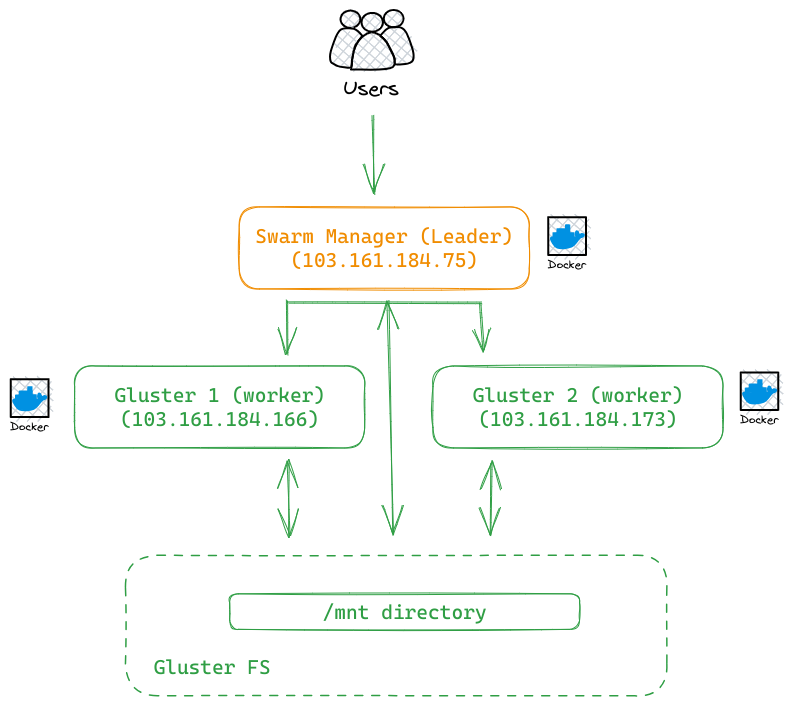 Users
Swarm Manager (Leader)
(103.161.184.75)
Docker
Gluster 1 (worker)
(103.161.184.166)
Docker
Gluster 2 (worker)
(103.161.184.173)
Docker
/mnt directory
Gluster FS